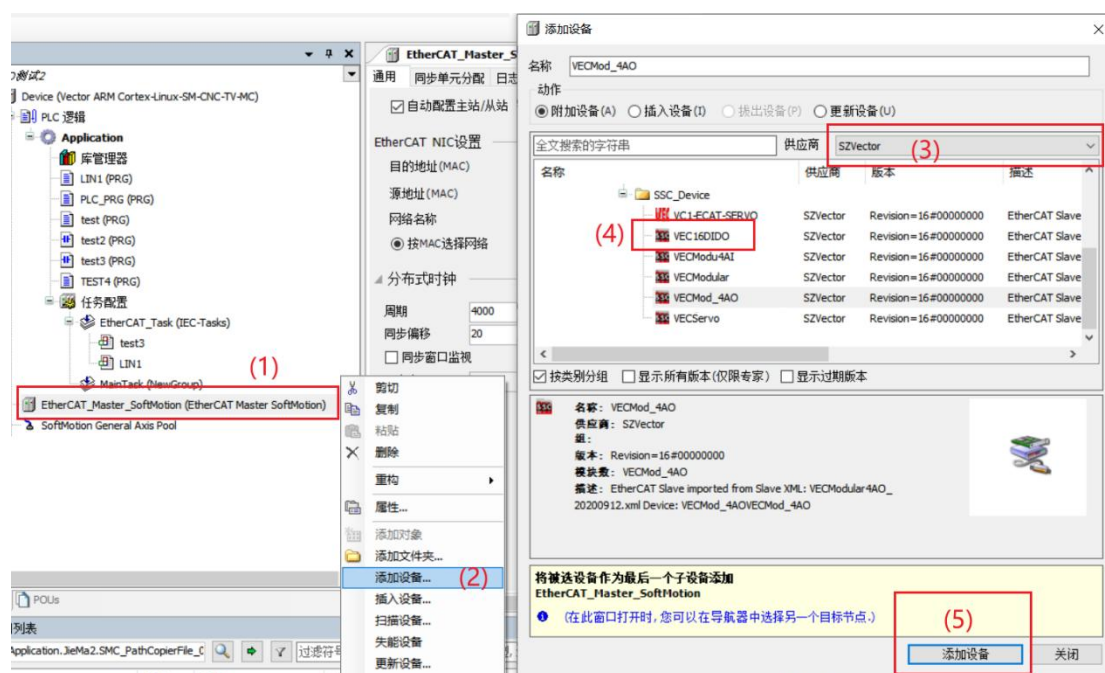 测试2
Device (Vector ARM Cortex-Linux-SM-CNC-TV-MC)
PLC 逻辑
Application
库管理器
LIN1 (PRG)
PLC_PRG (PRG)
test (PRG)
test2 (PRG)
test3 (PRG)
TEST4 (PRG)
任务配置
EtherCAT_Task (IEC-Tasks)
test3
LIN1
(1)
MainTask (NewGroup)
EtherCAT_Master_SoftMotion (EtherCAT Master SoftMotion)
SoftMotion General Axis Pool
POUs
列表
Application.JieMa2.SMC_PathCopierFile_
过滤符号
EtherCAT_Master_S
通用 同步单元分配 日志
自动配置主站/从站
EtherCAT NIC设置
目的地址(MAC)
源地址(MAC)
网络名称
按MAC选择网络
分布式时钟
周期 4000
同步偏移 20
同步窗口监视
剪切
复制
粘贴
删除
重构
属性...
添加对象
添加文件夹...
添加设备... (2)
插入设备...
扫描设备...
失能设备
更新设备...
添加设备
名称 VECMod_4AO
动作
附加设备(A) 插入设备(I) 拔出设备(P) 更新设备(U)
全文搜索的字符串 供应商 SZVector (3)
名称 供应商 版本 描述
SSC_Device
VC1-ECAT-SERVO SZVector Revision=16#00000000 EtherCAT Slave
(4) VEC16DIDO SZVector Revision=16#00000000 EtherCAT Slave
VECModu4AI SZVector Revision=16#00000000 EtherCAT Slave
VECModular SZVector Revision=16#00000000 EtherCAT Slave
VECMod_4AO SZVector Revision=16#00000000 EtherCAT Slave
VECServo SZVector Revision=16#00000000 EtherCAT Slave
按类别分组 显示所有版本(仅限专家) 显示过期版本
名称: VECMod_4AO
供应商: SZVector
组:
版本: Revision=16#00000000
模块数: VECMod_4AO
描述: EtherCAT Slave imported from Slave XML: VECModular4AO_
20200912.xml Device: VECMod_4AOVECMod_4AO
将被选设备作为最后一个子设备添加
EtherCAT_Master_SoftMotion
(在此窗口打开时,您可以在导航器中选择另一个目标节点.)
(5)
添加设备 关闭